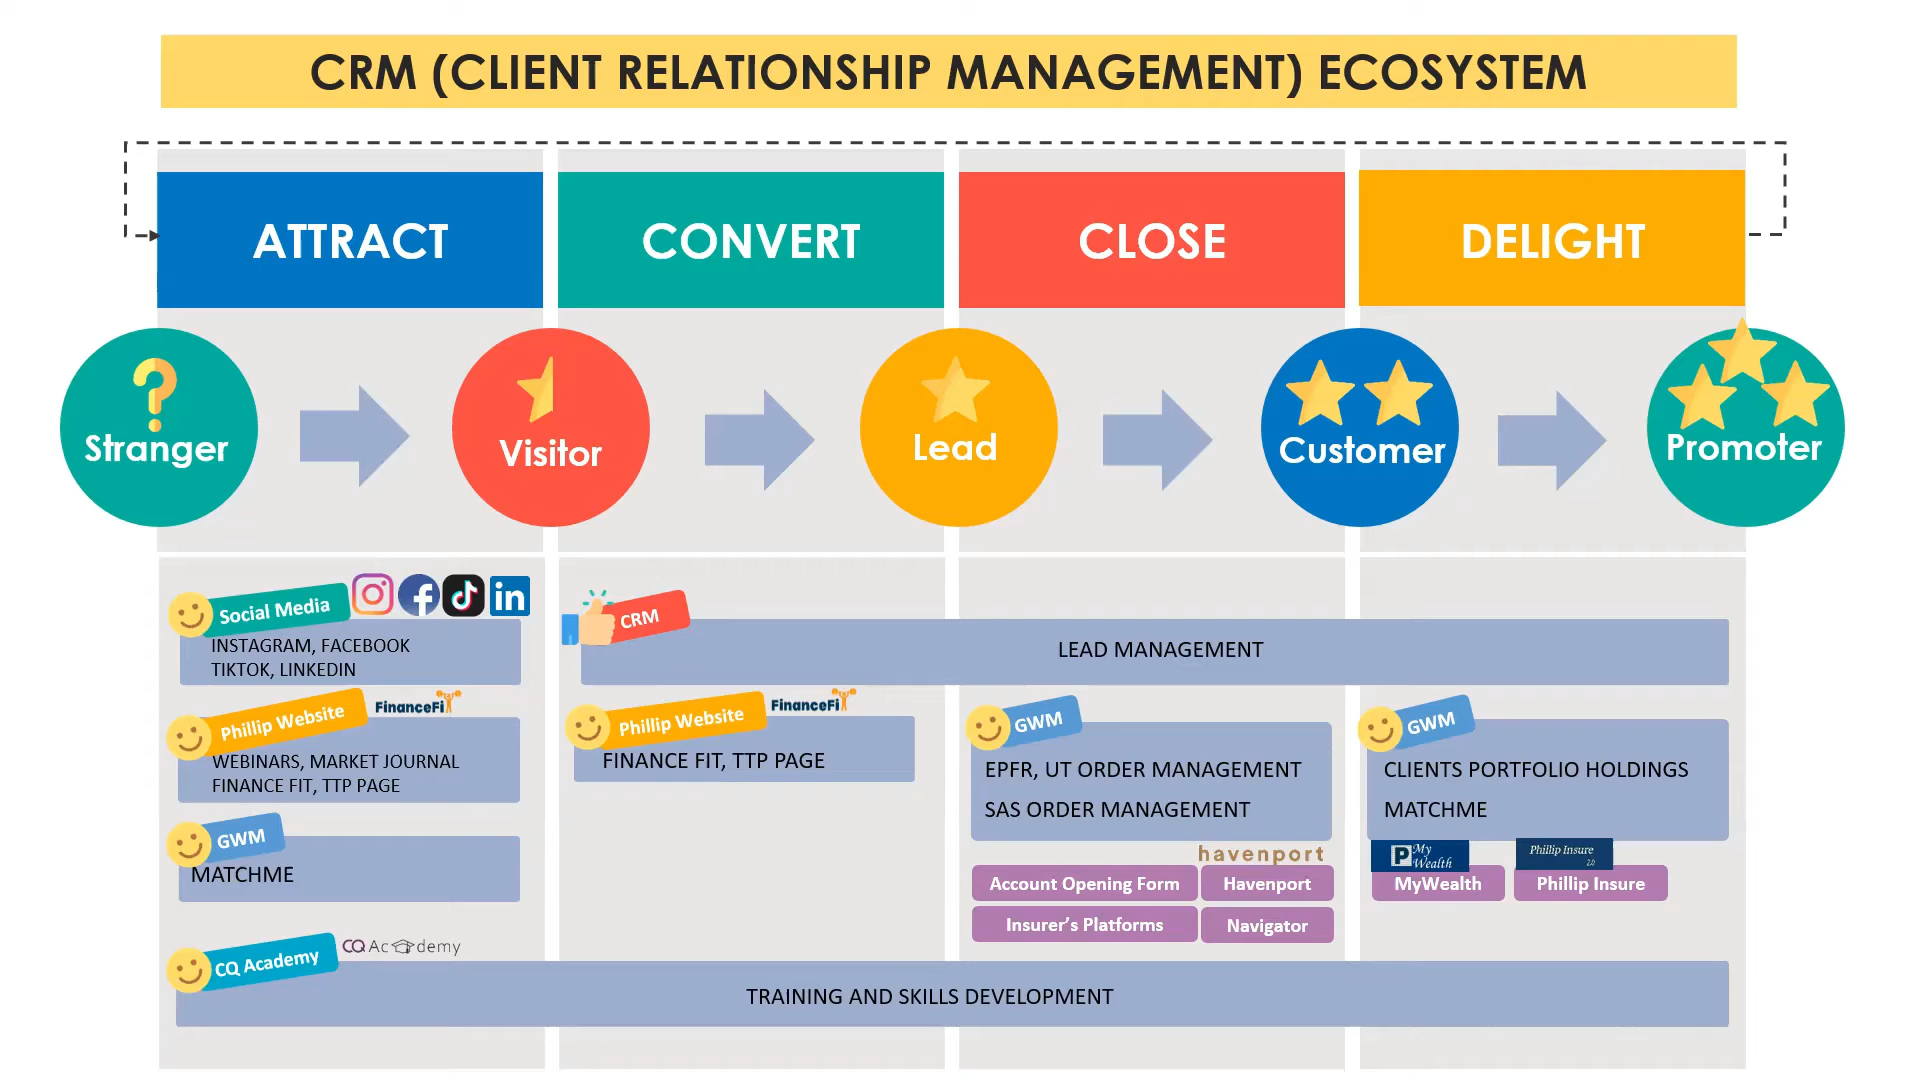 CRM (CLIENT RELATIONSHIP MANAGEMENT) ECOSYSTEM
ATTRACT
CONVERT
CLOSE
DELIGHT
Stranger
Visitor
Lead
Customer
Promoter
Social Media
INSTAGRAM, FACEBOOK
TIKTOK, LINKEDIN
CRM
LEAD MANAGEMENT
Phillip Website
FinanceFit
WEBINARS, MARKET JOURNAL
FINANCE FIT, TTP PAGE
Phillip Website
FinanceFit
FINANCE FIT, TTP PAGE
GWM
EPFR, UT ORDER MANAGEMENT
SAS ORDER MANAGEMENT
GWM
CLIENTS PORTFOLIO HOLDINGS
MATCHME
GWM
MATCHME
havenport
Account Opening Form
Havenport
Insurer's Platforms
Navigator
P My
Wealth
MyWealth
Phillip Insure
2.0
Phillip Insure
CQ Academy
CQ Academy
TRAINING AND SKILLS DEVELOPMENT